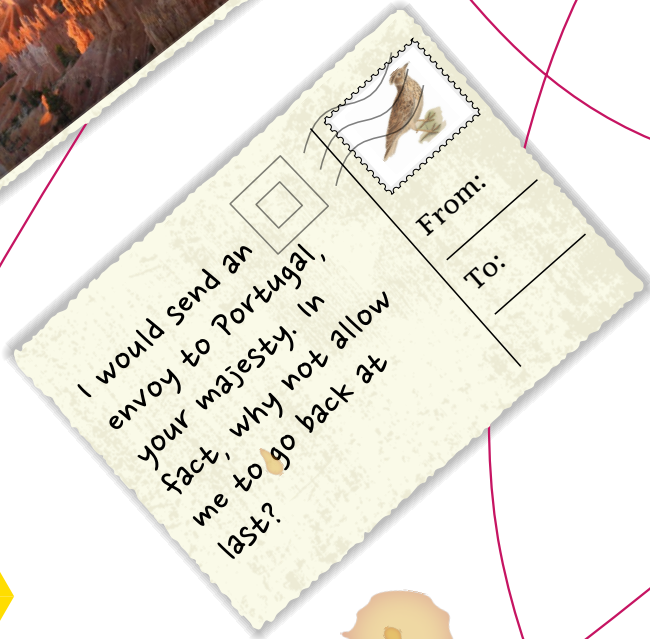 I would send an
envoy to Portugal,
your majesty. In
fact, why not allow
me to go back at
last?
From:
To: